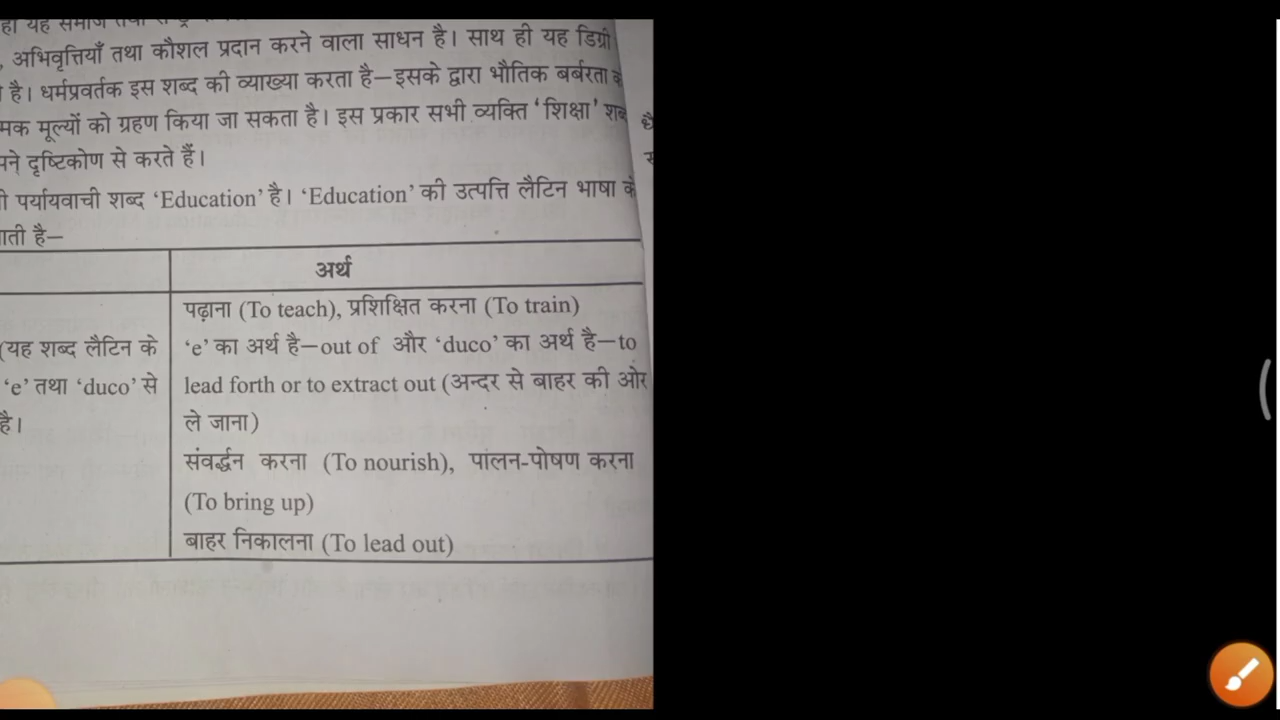 , अभिवृत्तियाँ तथा कौशल प्रदान करने वाला साधन है। साथ ही यह डिग्री
है। धर्मप्रवर्तक इस शब्द की व्याख्या करता है—इसके द्वारा भौतिक बर्बरता
मूल्यों को ग्रहण किया जा सकता है। इस प्रकार सभी व्यक्ति ‘शिक्षा’
दृष्टिकोण से करते हैं।
पर्यायवाची शब्द ‘Education’ है। ‘Education’ की उत्पत्ति लैटिन भाषा के
है—
अर्थ
पढ़ाना (To teach), प्रशिक्षित करना (To train)
(यह शब्द लैटिन के ‘e’ का अर्थ है—out of और ‘duco’ का अर्थ है—to
‘e’ तथा ‘duco’ से lead forth or to extract out (अन्दर से बाहर की ओर
है। ले जाना)
संवर्द्धन करना (To nourish), पालन-पोषण करना
(To bring up)
बाहर निकालना (To lead out)